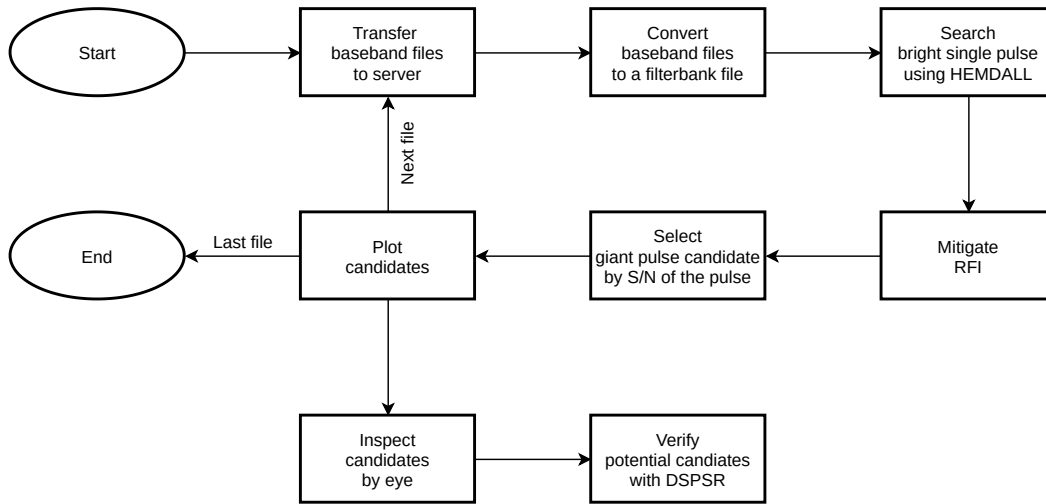 Start
Transfer
baseband files
to server
Convert
baseband files
to a filterbank file
Search
bright single pulse
using HEMDALL
Next file
End
Last file
Plot
candidates
Select
giant pulse candidate
by S/N of the pulse
Mitigate
RFI
Inspect
candidates
by eye
Verify
potential candiates
with DSPSR